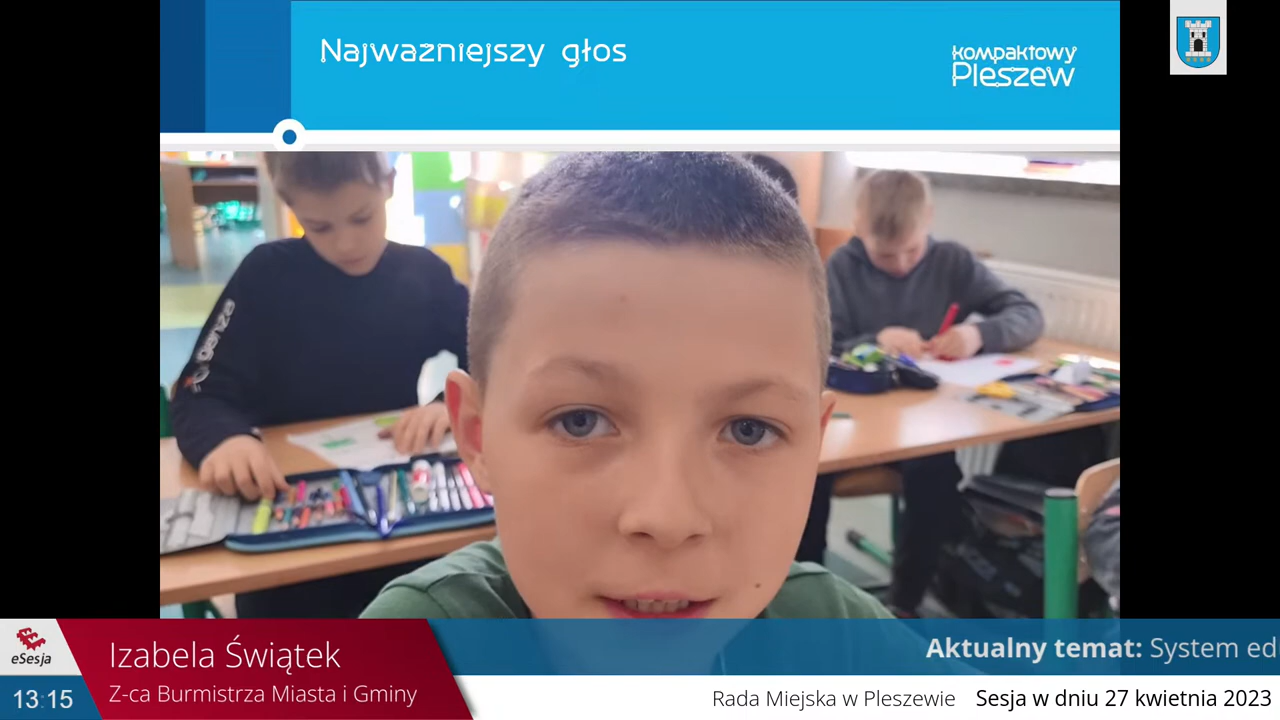 Najważniejszy głos
kompaktowy
Pleszew
eSesja
Izabela Świątek
Z-ca Burmistrza Miasta i Gminy
Aktualny temat: System ed
13:15
Rada Miejska w Pleszewie Sesja w dniu 27 kwietnia 2023